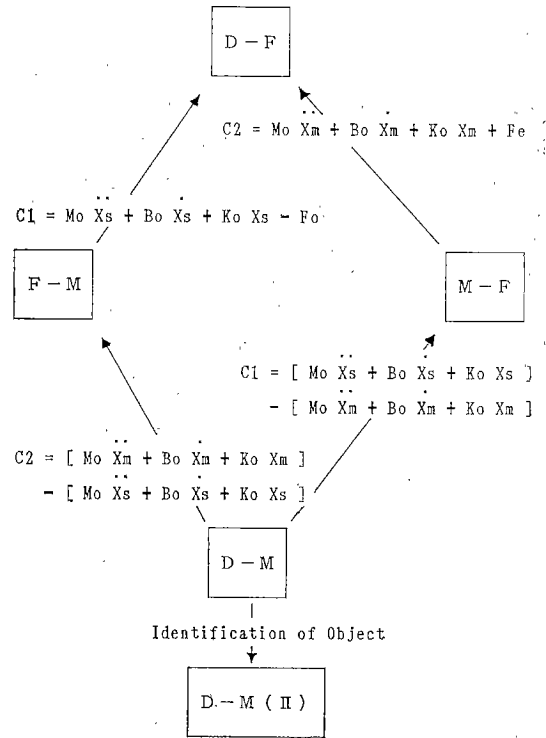 D − F
C2 = Mo Ẍm + Bo Ẋm + Ko Xm + Fe
C1 = Mo Ẍs + Bo Ẋs + Ko Xs − Fo
F − M
M − F
C1 = [ Mo Ẍs + Bo Ẋs + Ko Xs ]
− [ Mo Ẍm + Bo Ẋm + Ko Xm ]
C2 = [ Mo Ẍm + Bo Ẋm + Ko Xm ]
− [ Mo Ẍs + Bo Ẋs + Ko Xs ]
D − M
Identification of Object
D − M ( II )